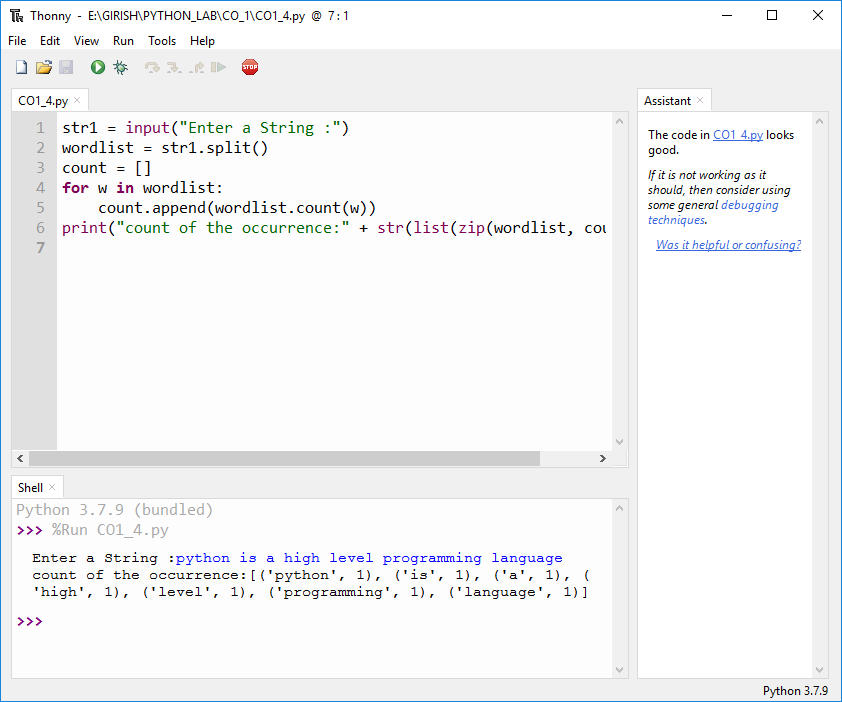 Thonny - E:\GIRISH\PYTHON_LAB\CO_1\CO1_4.py @ 7:1
File Edit View Run Tools Help
STOP
CO1_4.py ×
1 str1 = input("Enter a String :")
2 wordlist = str1.split()
3 count = []
4 for w in wordlist:
5     count.append(wordlist.count(w))
6 print("count of the occurrence:" + str(list(zip(wordlist, cou
7
Shell ×
Python 3.7.9 (bundled)
>>> %Run CO1_4.py
Enter a String :python is a high level programming language
count of the occurrence:[('python', 1), ('is', 1), ('a', 1), (
'high', 1), ('level', 1), ('programming', 1), ('language', 1)]
>>>
Assistant ×
The code in CO1_4.py looks
good.
If it is not working as it
should, then consider using
some general debugging
techniques.
Was it helpful or confusing?
Python 3.7.9